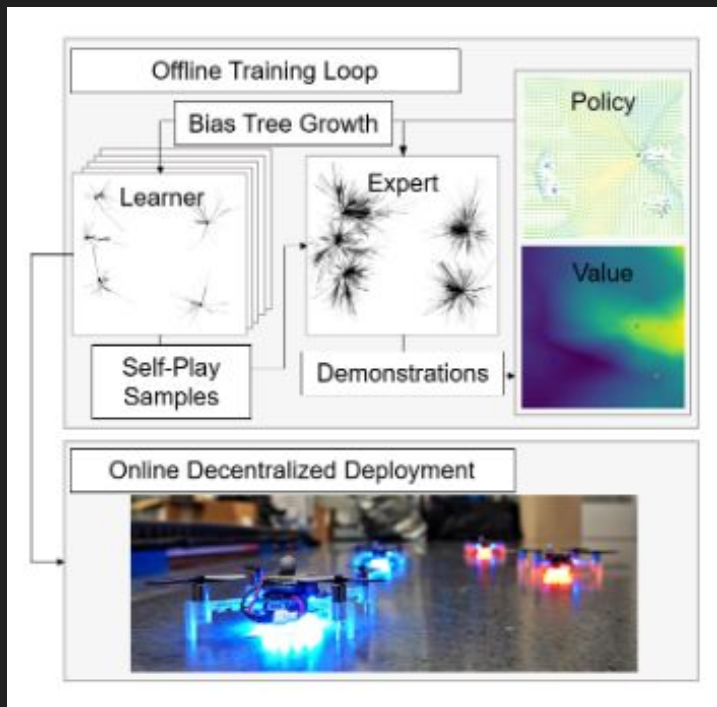 Offline Training Loop
Bias Tree Growth
Policy
Learner
Expert
Value
Self-Play
Samples
Demonstrations
Online Decentralized Deployment